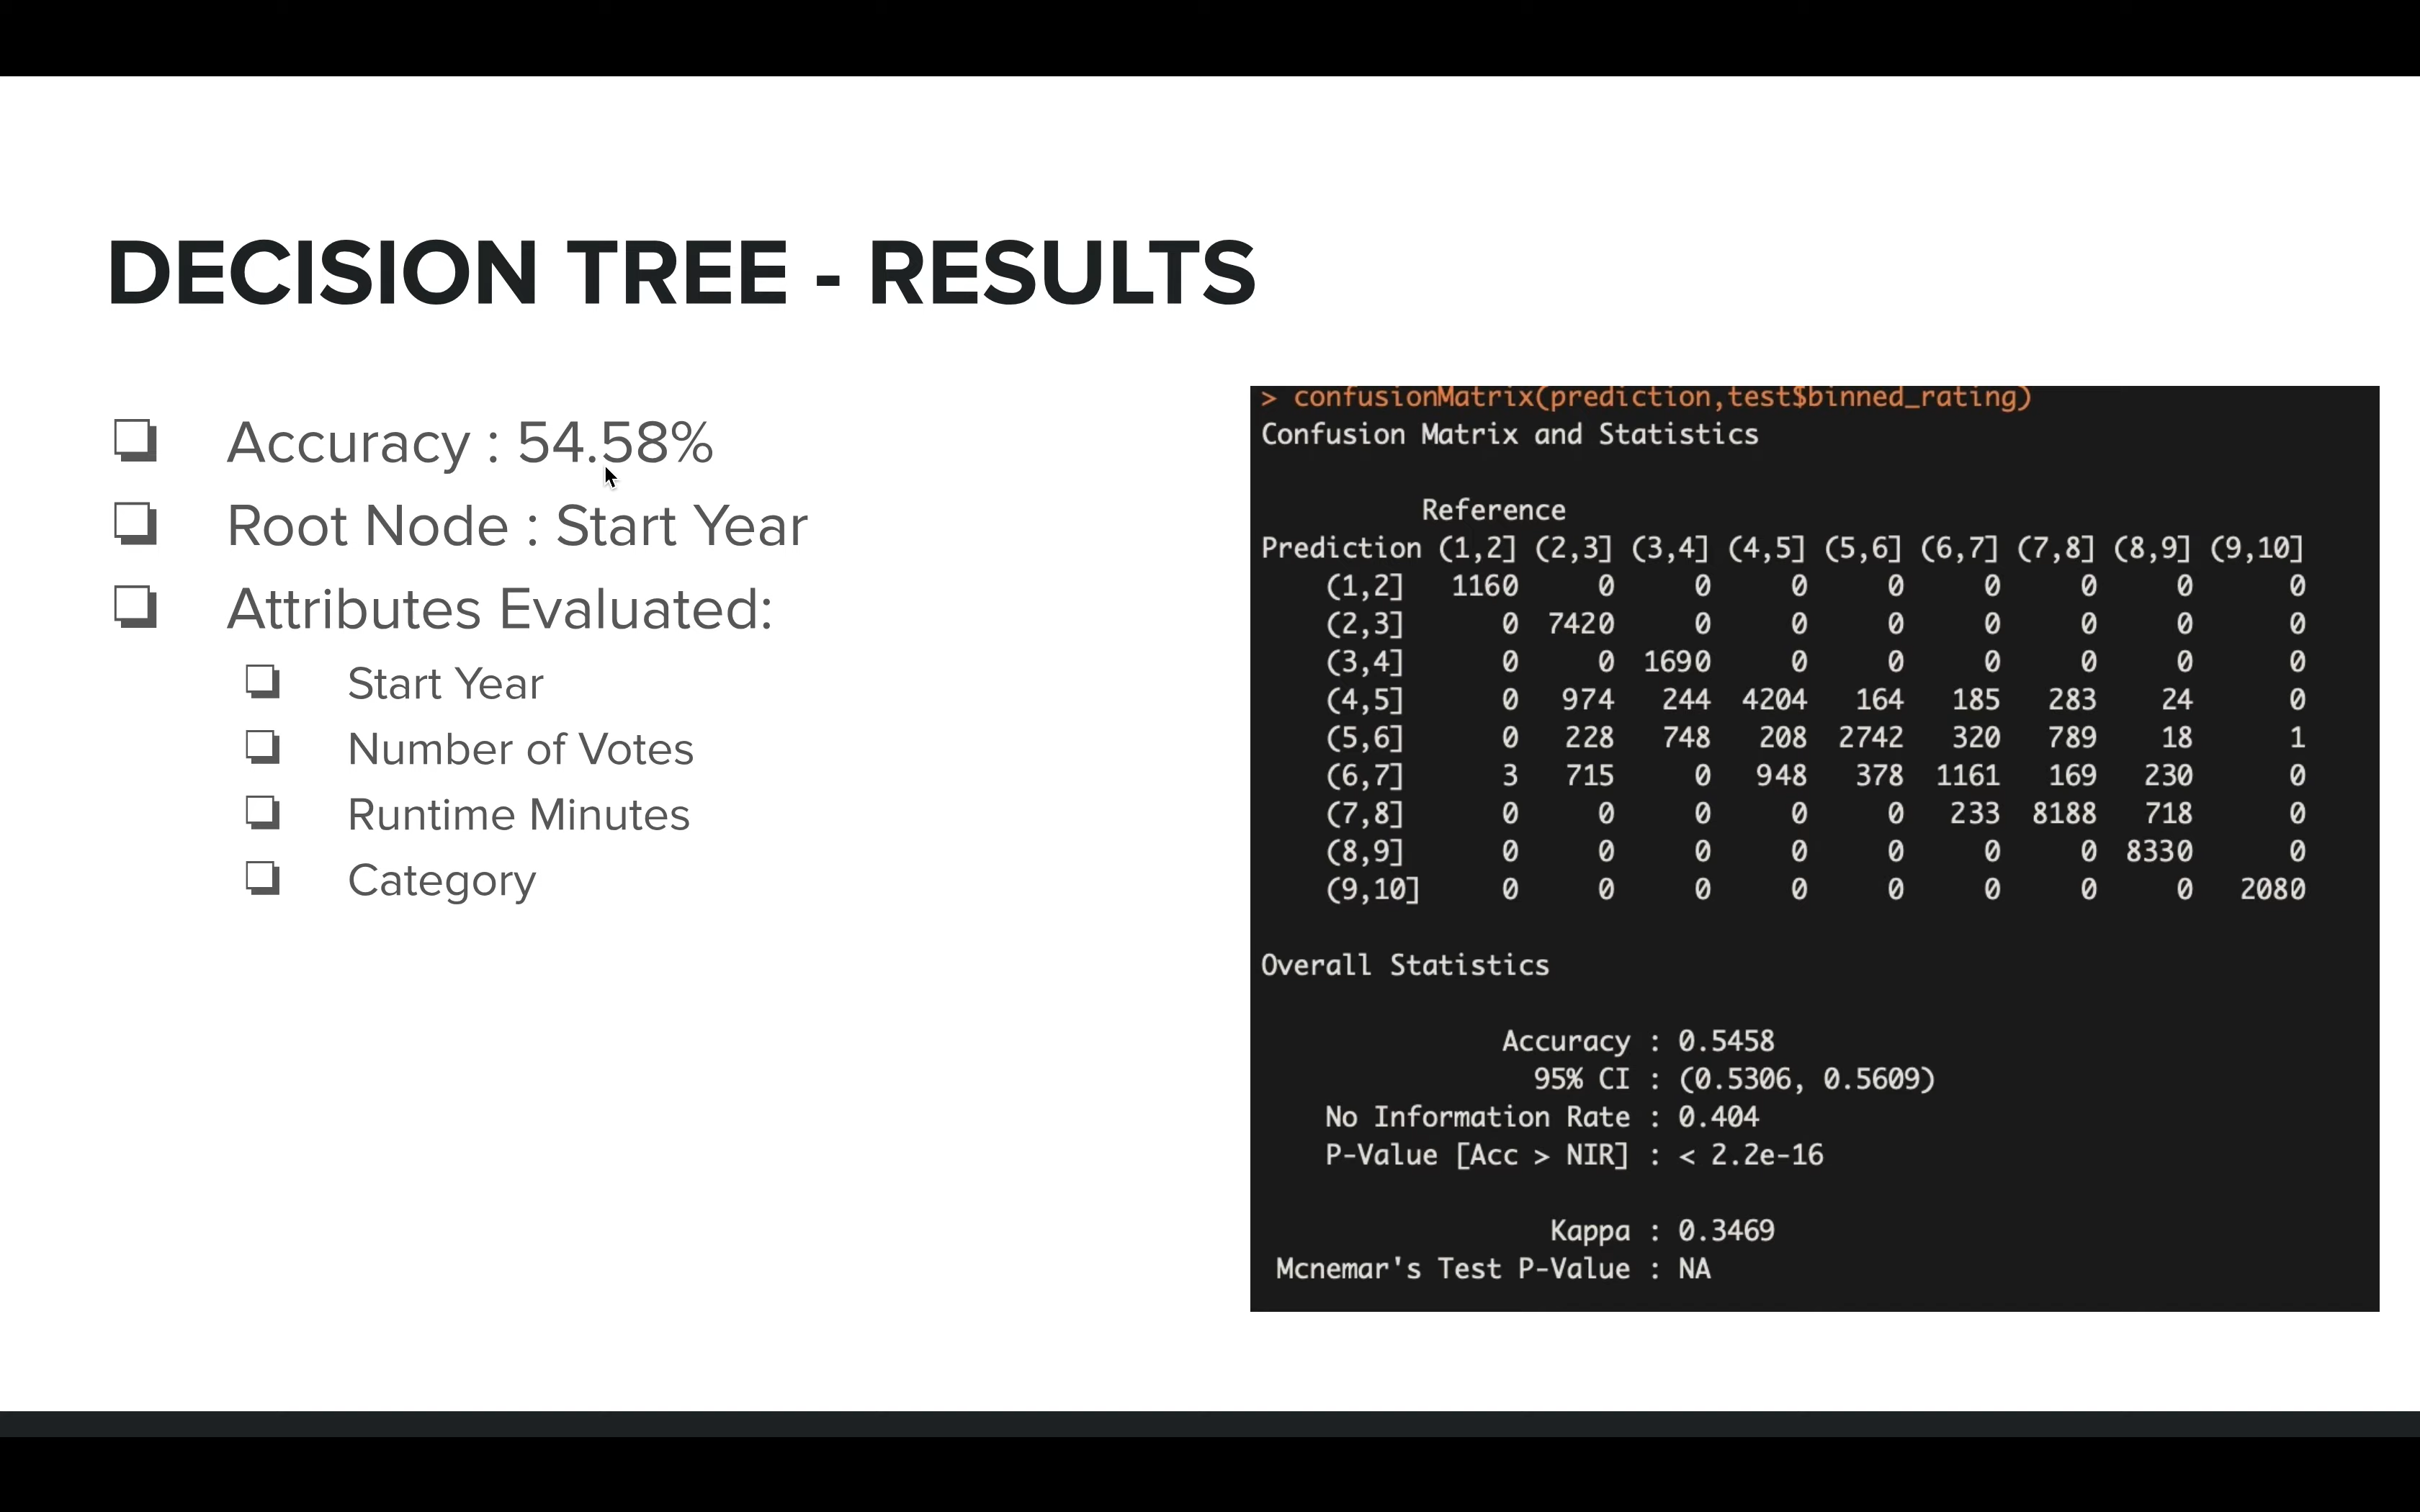 DECISION TREE - RESULTS
Accuracy : 54.58%
Root Node : Start Year
Attributes Evaluated:
Start Year
Number of Votes
Runtime Minutes
Category
> confusionMatrix(prediction,test$binned_rating)
Confusion Matrix and Statistics
Reference
Prediction (1,2] (2,3] (3,4] (4,5] (5,6] (6,7] (7,8] (8,9] (9,10]
(1,2] 1160 0 0 0 0 0 0 0 0
(2,3] 0 7420 0 0 0 0 0 0 0
(3,4] 0 0 1690 0 0 0 0 0 0
(4,5] 0 974 244 4204 164 185 283 24 0
(5,6] 0 228 748 208 2742 320 789 18 1
(6,7] 3 715 0 948 378 1161 169 230 0
(7,8] 0 0 0 0 0 233 8188 718 0
(8,9] 0 0 0 0 0 0 0 8330 0
(9,10] 0 0 0 0 0 0 0 0 2080
Overall Statistics
Accuracy : 0.5458
95% CI : (0.5306, 0.5609)
No Information Rate : 0.404
P-Value [Acc > NIR] : < 2.2e-16
Kappa : 0.3469
Mcnemar's Test P-Value : NA